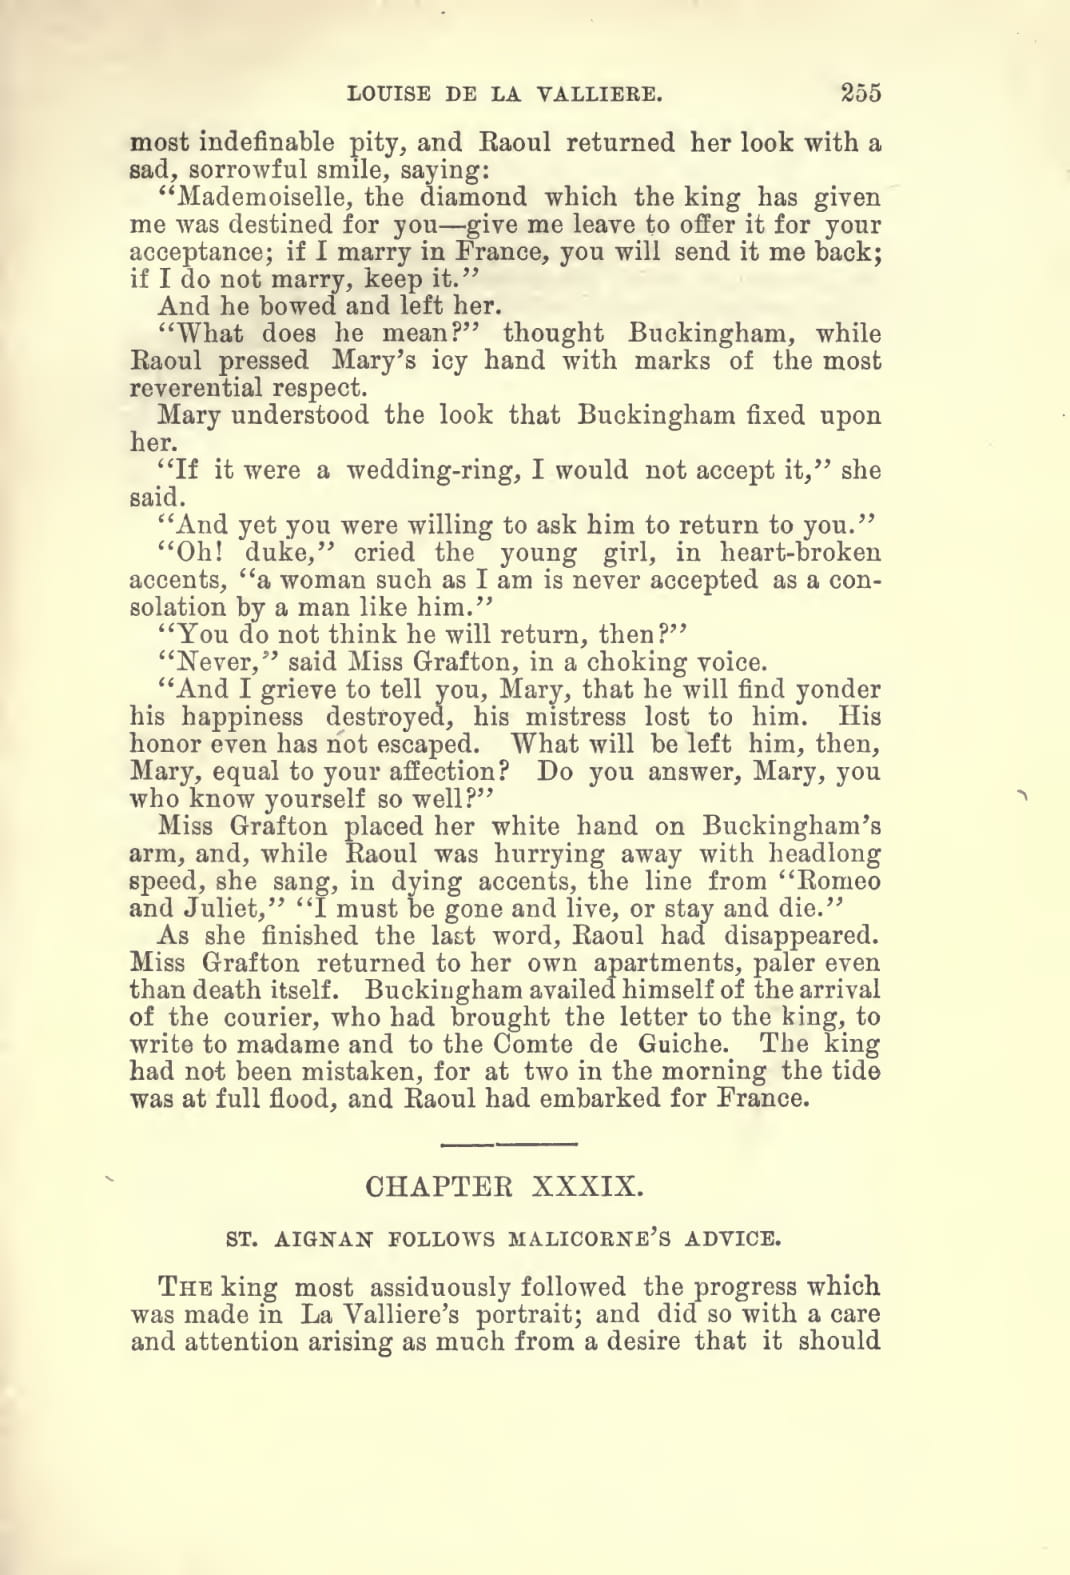 LOUISE DE LA VALLIERE. 255
most indefinable pity, and Raoul returned her look with a
sad, sorrowful smile, saying:
“Mademoiselle, the diamond which the king has given
me was destined for you—give me leave to offer it for your
acceptance; if I marry in France, you will send it me back;
if I do not marry, keep it.”
And he bowed and left her.
“What does he mean?” thought Buckingham, while
Raoul pressed Mary’s icy hand with marks of the most
reverential respect.
Mary understood the look that Buckingham fixed upon
her.
“If it were a wedding-ring, I would not accept it,” she
said.
“And yet you were willing to ask him to return to you.”
“Oh! duke,” cried the young girl, in heart-broken
accents, “a woman such as I am is never accepted as a con-
solation by a man like him.”
“You do not think he will return, then?”
“Never,” said Miss Grafton, in a choking voice.
“And I grieve to tell you, Mary, that he will find yonder
his happiness destroyed, his mistress lost to him. His
honor even has not escaped. What will be left him, then,
Mary, equal to your affection? Do you answer, Mary, you
who know yourself so well?”
Miss Grafton placed her white hand on Buckingham’s
arm, and, while Raoul was hurrying away with headlong
speed, she sang, in dying accents, the line from “Romeo
and Juliet,” “I must be gone and live, or stay and die.”
As she finished the last word, Raoul had disappeared.
Miss Grafton returned to her own apartments, paler even
than death itself. Buckingham availed himself of the arrival
of the courier, who had brought the letter to the king, to
write to madame and to the Comte de Guiche. The king
had not been mistaken, for at two in the morning the tide
was at full flood, and Raoul had embarked for France.
CHAPTER XXXIX.
ST. AIGNAN FOLLOWS MALICORNE’S ADVICE.
THE king most assiduously followed the progress which
was made in La Valliere’s portrait; and did so with a care
and attention arising as much from a desire that it should